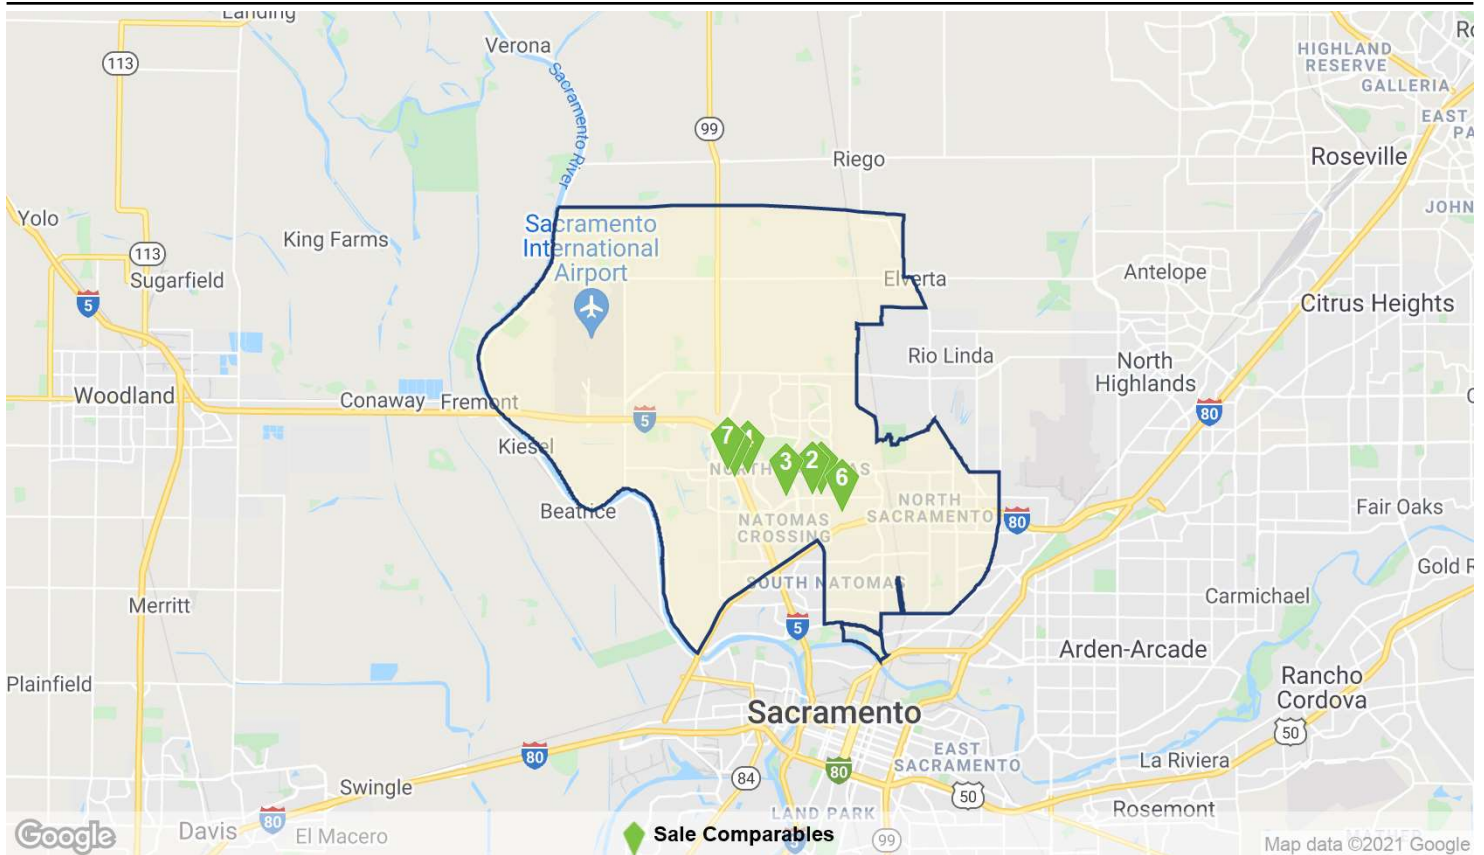 Landing
Verona
113
Sacramento River
99
HIGHLAND
RESERVE
GALLERIA
EAST
Riego
Roseville
JOHN
Yolo
King Farms
113
Sugarfield
5
Sacramento
International
Airport
Elverta
Antelope
Citrus Heights
Rio Linda
North
Highlands
Woodland
Conaway
Fremont
5
80
Kiesel
7
3
2
6
NORTH
SACRAMENTO
80
Beatrice
NATOMAS
CROSSING
Fair Oaks
SOUTH NATOMAS
Gold R
Merritt
Carmichael
5
Arden-Arcade
Plainfield
Rancho
Cordova
Sacramento
50
EAST
SACRAMENTO
La Riviera
80
84
80
50
Swingle
Rosemont
LAND PARK
Google
Davis
80
El Macero
Sale Comparables
5
99
Map data ©2021 Google